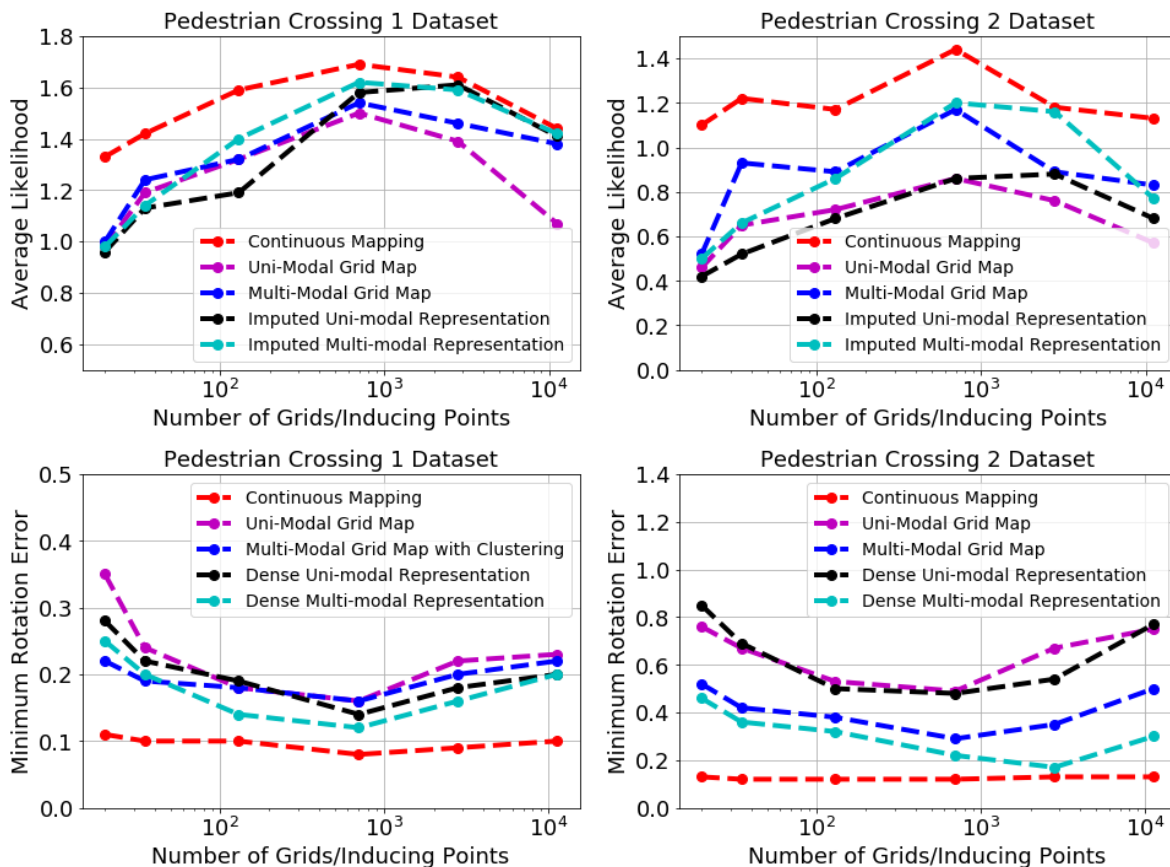 Pedestrian Crossing 1 Dataset
Average Likelihood
1.8
1.6
1.4
1.2
1.0
0.8
0.6
Continuous Mapping
Uni-Modal Grid Map
Multi-Modal Grid Map
Imputed Uni-modal Representation
Imputed Multi-modal Representation
10²
10³
10⁴
Number of Grids/Inducing Points
Pedestrian Crossing 2 Dataset
Average Likelihood
1.4
1.2
1.0
0.8
0.6
0.4
0.2
0.0
Continuous Mapping
Uni-Modal Grid Map
Multi-Modal Grid Map
Imputed Uni-modal Representation
Imputed Multi-modal Representation
10²
10³
10⁴
Number of Grids/Inducing Points
Pedestrian Crossing 1 Dataset
Minimum Rotation Error
0.5
0.4
0.3
0.2
0.1
0.0
Continuous Mapping
Uni-Modal Grid Map
Multi-Modal Grid Map with Clustering
Dense Uni-modal Representation
Dense Multi-modal Representation
10²
10³
10⁴
Number of Grids/Inducing Points
Pedestrian Crossing 2 Dataset
Minimum Rotation Error
1.4
1.2
1.0
0.8
0.6
0.4
0.2
0.0
Continuous Mapping
Uni-Modal Grid Map
Multi-Modal Grid Map
Dense Uni-modal Representation
Dense Multi-modal Representation
10²
10³
10⁴
Number of Grids/Inducing Points